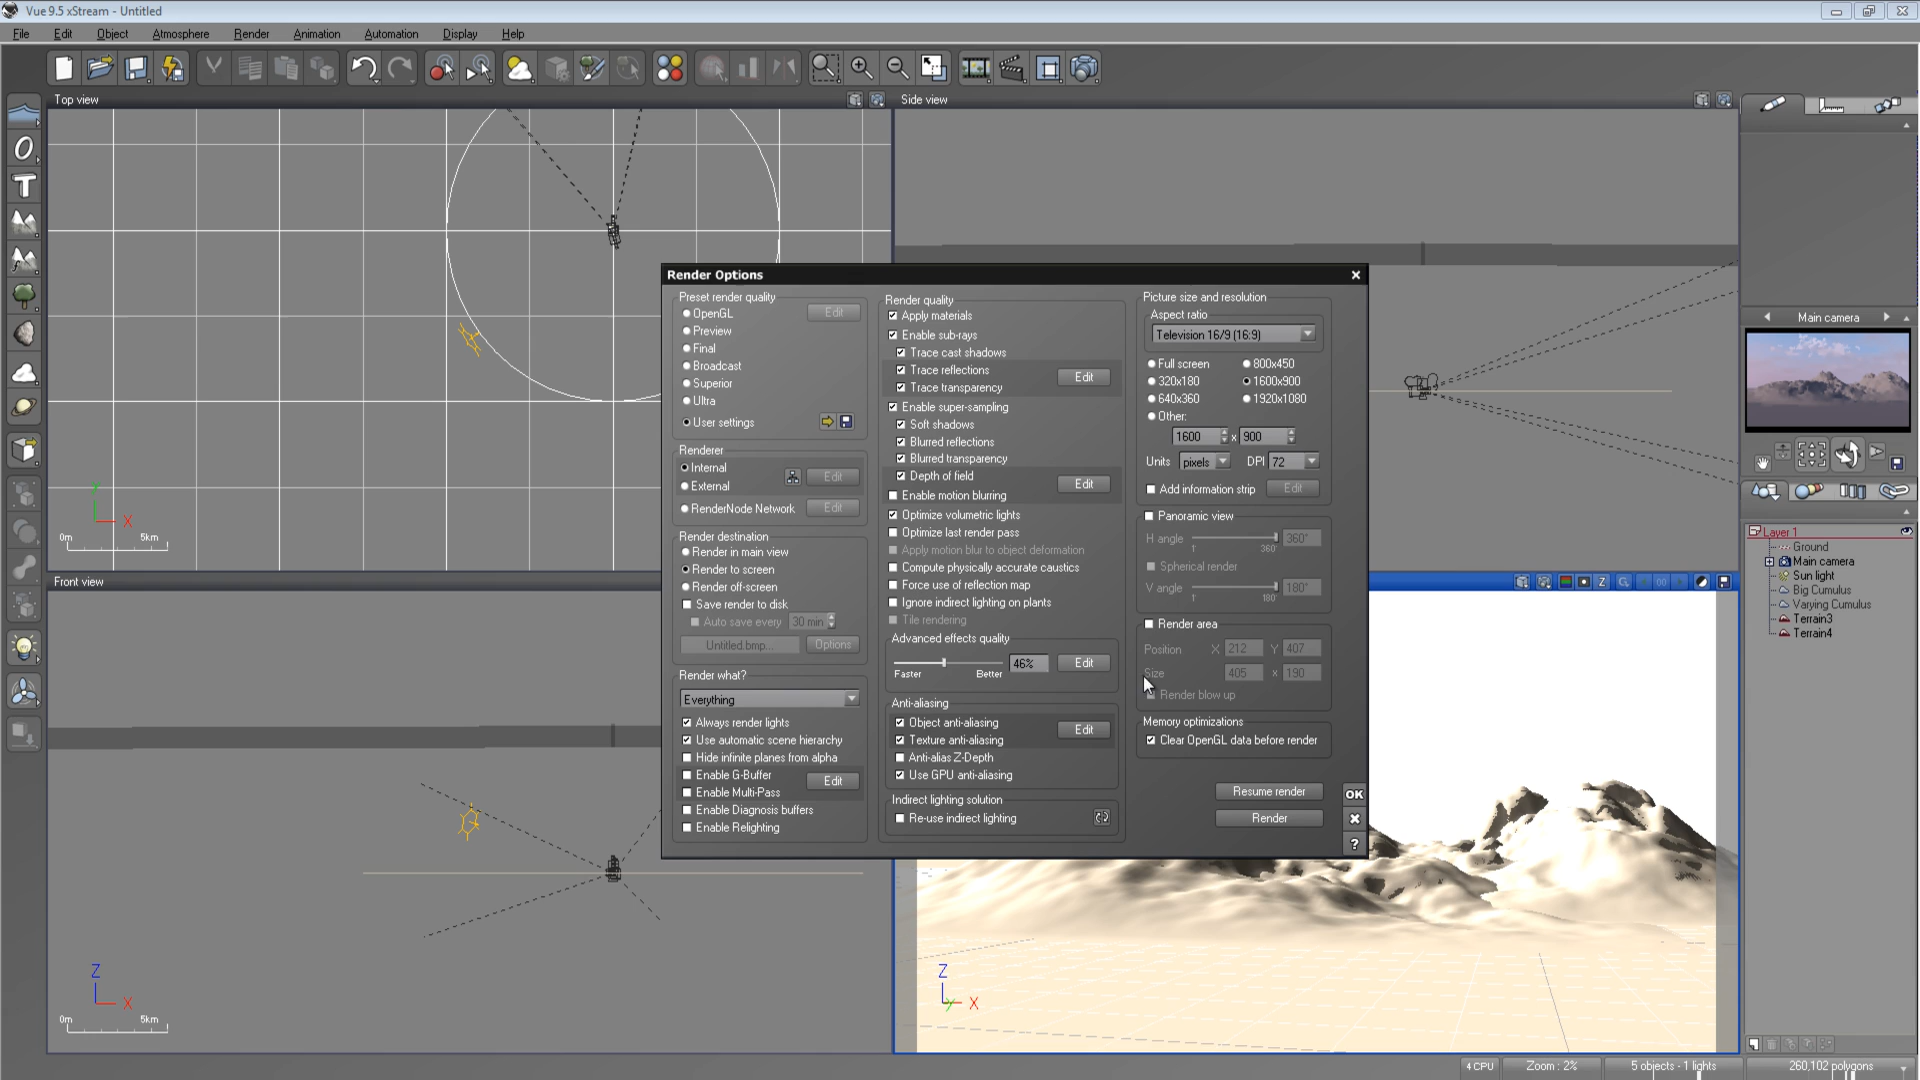 Vue 9.5 xStream - Untitled
File Edit Object Atmosphere Render Animation Automation Display Help
Top view
Side view
X
0m 5km
Front view
Z
X
0m 5km
Render Options
Preset render quality
OpenGL
Edit
Preview
Final
Broadcast
Superior
Ultra
User settings
Renderer
Internal
Edit
External
RenderNode Network
Edit
Render destination
Render in main view
Render to screen
Render off-screen
Save render to disk
Auto save every 30 min
Untitled.bmp...
Options
Render what?
Everything
Always render lights
Use automatic scene hierarchy
Hide infinite planes from alpha
Enable G-Buffer
Edit
Enable Multi-Pass
Enable Diagnosis buffers
Enable Relighting
Render quality
Apply materials
Enable sub-rays
Trace cast shadows
Trace reflections
Edit
Trace transparency
Enable super-sampling
Soft shadows
Blurred reflections
Blurred transparency
Depth of field
Edit
Enable motion blurring
Optimize volumetric lights
Optimize last render pass
Apply motion blur to object deformation
Compute physically accurate caustics
Force use of reflection map
Ignore indirect lighting on plants
Tile rendering
Advanced effects quality
46%
Edit
Faster Better
Anti-aliasing
Object anti-aliasing
Edit
Texture anti-aliasing
Anti-alias Z-Depth
Use GPU anti-aliasing
Indirect lighting solution
Re-use indirect lighting
Picture size and resolution
Aspect ratio
Television 16/9 (16:9)
Full screen 800x450
320x180 1600x900
640x360 1920x1080
Other:
1600 x 900
Units pixels DPI 72
Add information strip Edit
Panoramic view
H angle 360°
1' 360'
Spherical render
V angle 180°
1' 180'
Render area
Position X 212 Y 407
Size 405 x 190
Render blow up
Memory optimizations
Clear OpenGL data before render
Resume render
Render
OK
?
Z
Y X
Main camera
Layer 1
Ground
Main camera
Sun light
Big Cumulus
Varying Cumulus
Terrain3
Terrain4
4 CPU Zoom : 2% 5 objects - 1 lights 260,102 polygons